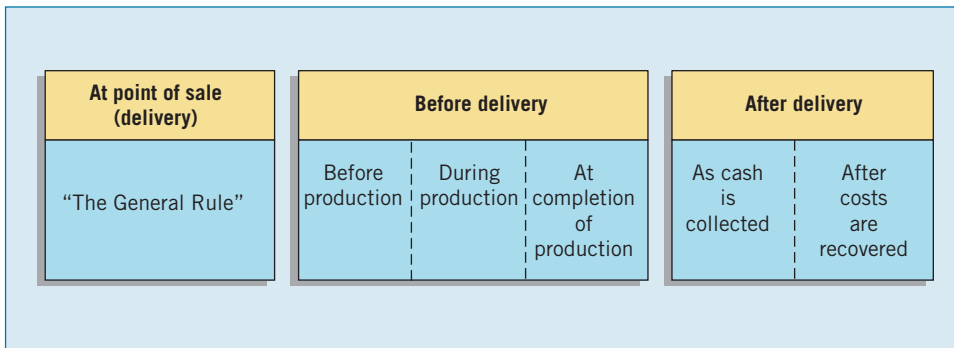 At point of sale
(delivery)
“The General Rule”
Before delivery
Before
production
During
production
At
completion
of
production
After delivery
As cash
is
collected
After
costs
are
recovered